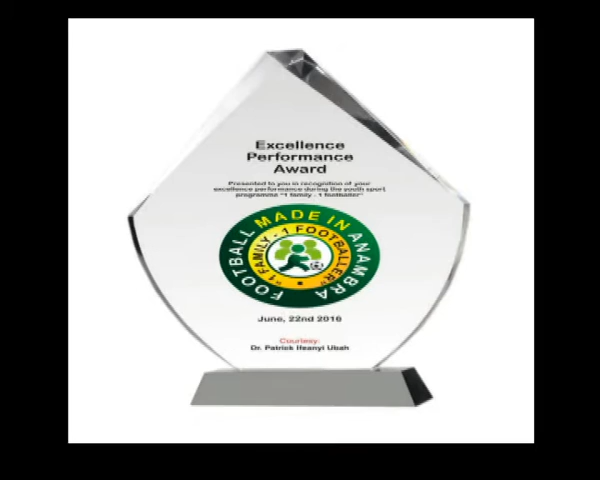 Excellence
Performance
Award
Presented to you in recognition of your
excellence performance during the youth sport
programme "1 family - 1 footballer"
FOOTBALL MADE IN ANAMBRA
"1 FAMILY - 1 FOOTBALLER"
June, 22nd 2016
Courtesy:
Dr. Patrick Ifeanyi Ubah